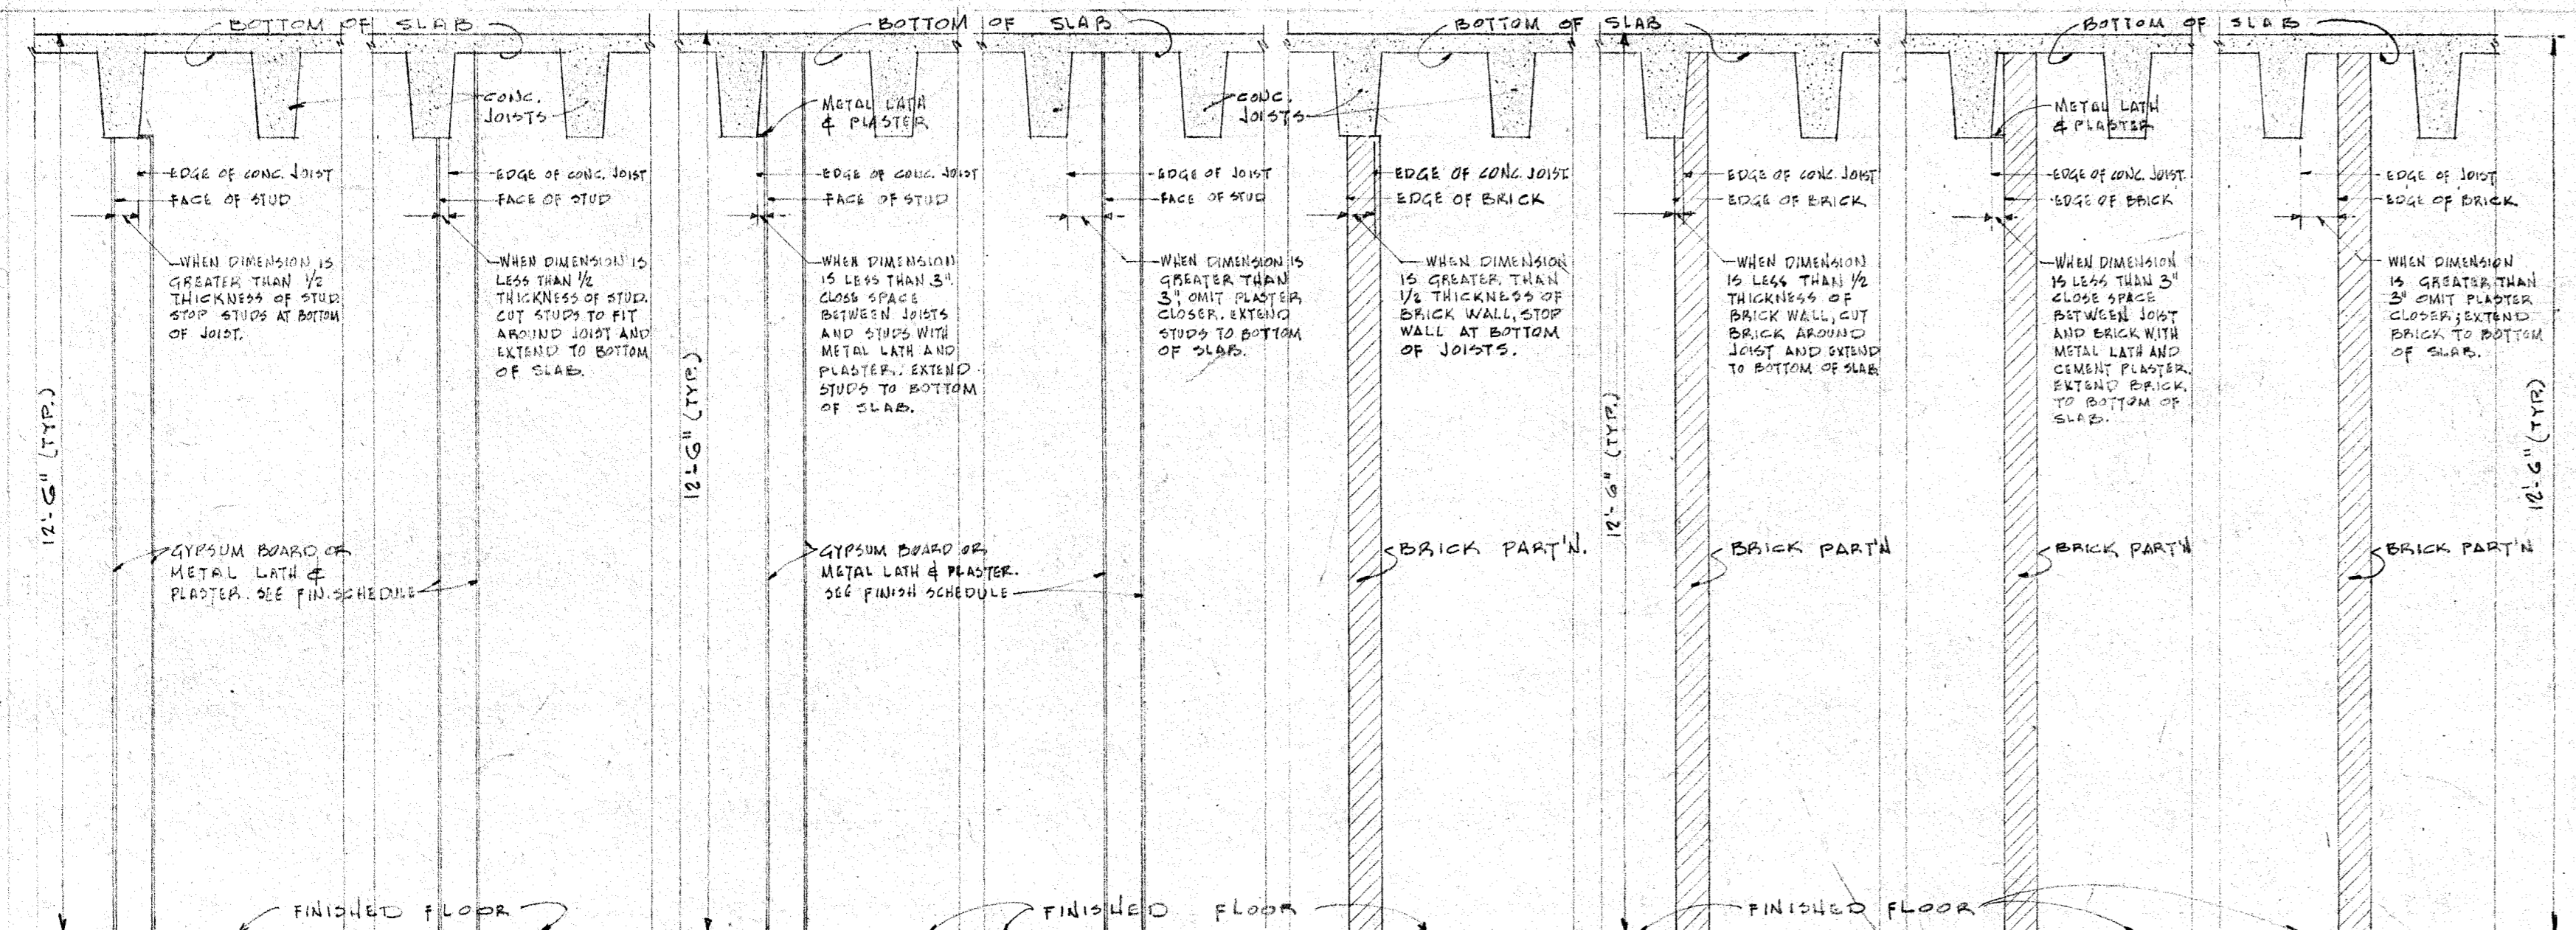 BOTTOM OF SLAB
BOTTOM OF SLAB
BOTTOM OF SLAB
BOTTOM OF SLAB
CONC.
JOISTS
METAL LATH
& PLASTER
CONC.
JOISTS
METAL LATH
& PLASTER
EDGE OF CONC. JOIST
FACE OF STUD
WHEN DIMENSION IS
GREATER THAN 1/2
THICKNESS OF STUD
STOP STUDS AT BOTTOM
OF JOIST.
EDGE OF CONC. JOIST
FACE OF STUD
WHEN DIMENSION IS
LESS THAN 1/2
THICKNESS OF STUD.
CUT STUDS TO FIT
AROUND JOIST AND
EXTEND TO BOTTOM
OF SLAB.
EDGE OF CONC. JOIST
FACE OF STUD
WHEN DIMENSION
IS LESS THAN 3"
CLOSE SPACE
BETWEEN JOISTS
AND STUDS WITH
METAL LATH AND
PLASTER. EXTEND
STUDS TO BOTTOM
OF SLAB.
EDGE OF JOIST
FACE OF STUD
WHEN DIMENSION IS
GREATER THAN
3", OMIT PLASTER
CLOSER. EXTEND
STUDS TO BOTTOM
OF SLAB.
EDGE OF CONC. JOIST
EDGE OF BRICK
WHEN DIMENSION
IS GREATER THAN
1/2 THICKNESS OF
BRICK WALL, STOP
WALL AT BOTTOM
OF JOISTS.
EDGE OF CONC. JOIST
EDGE OF BRICK
WHEN DIMENSION
IS LESS THAN 1/2
THICKNESS OF
BRICK WALL, CUT
BRICK AROUND
JOIST AND EXTEND
TO BOTTOM OF SLAB
EDGE OF CONC. JOIST
EDGE OF BRICK
WHEN DIMENSION
IS LESS THAN 3"
CLOSE SPACE
BETWEEN JOIST
AND BRICK WITH
METAL LATH AND
CEMENT PLASTER.
EXTEND BRICK
TO BOTTOM OF
SLAB.
EDGE OF JOIST
EDGE OF BRICK
WHEN DIMENSION
IS GREATER THAN
3" OMIT PLASTER
CLOSER; EXTEND
BRICK TO BOTTOM
OF SLAB.
12'-6" (TYP.)
12'-6" (TYP.)
12'-6" (TYP.)
12'-6" (TYP.)
GYPSUM BOARD OR
METAL LATH &
PLASTER. SEE FIN. SCHEDULE
GYPSUM BOARD OR
METAL LATH & PLASTER.
SEE FINISH SCHEDULE
BRICK PART'N.
BRICK PART'N
BRICK PART'N
BRICK PART'N
FINISHED FLOOR
FINISHED FLOOR
FINISHED FLOOR